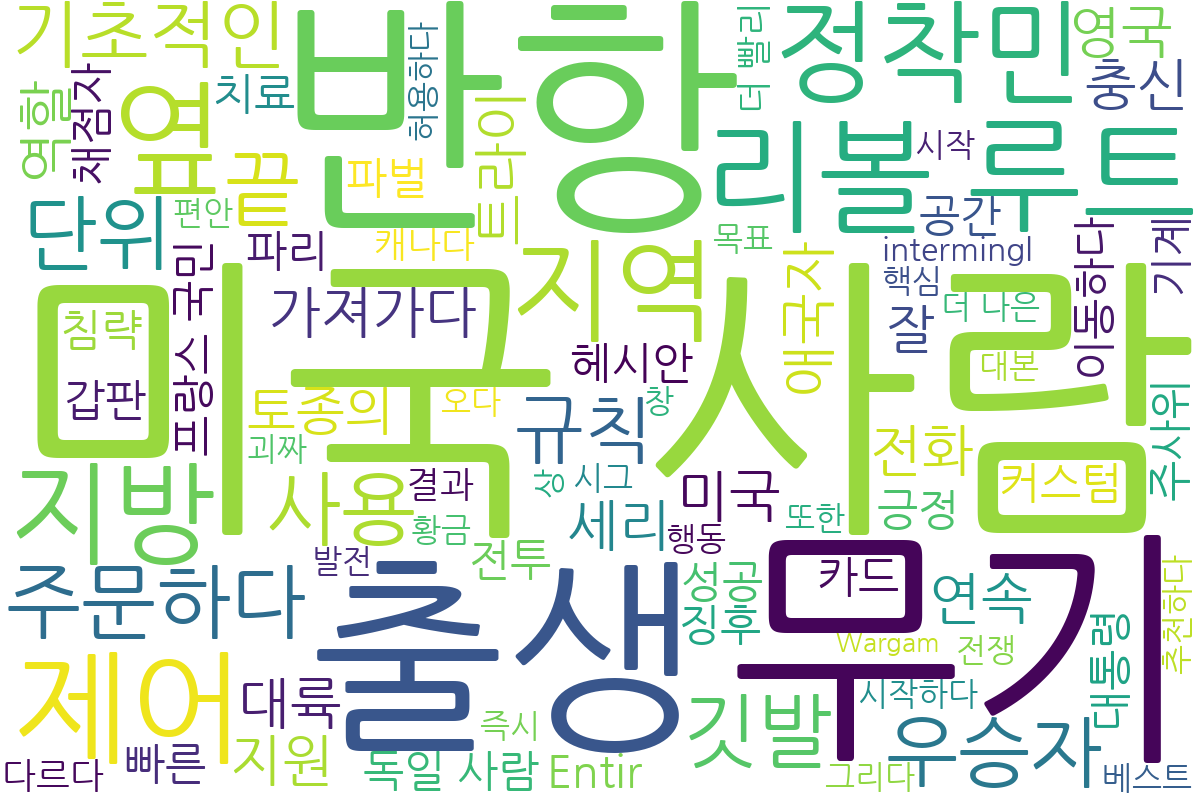 기초적인
반항
정착민
영국
허용하다
더 빨리
충신
역할
채점자
치료
옆
끝
파벌
트라이
리볼
루트
시작
단위
편안
파리
캐나다
목표
공간
intermingl
핵심
기계
프랑스 국민
지역
애국자
이동하다
미국 사람
침략
갑판
가져가다
헤시안
잘
더 나은
대본
토종의
오다
창
규칙
전화
주사위
괴짜
지방
사용
결과
상
시그
미국
커스텀
황금
세리
행동
또한
긍정
발전
전투
주문하다
출생
성공
무기
카드
연속
징후
Wargam
전쟁
대통령
추천하다
제어
대륙
즉시
깃발
시작하다
우승자
다르다
빠른
지원
독일 사람
Entir
그리다
베스트